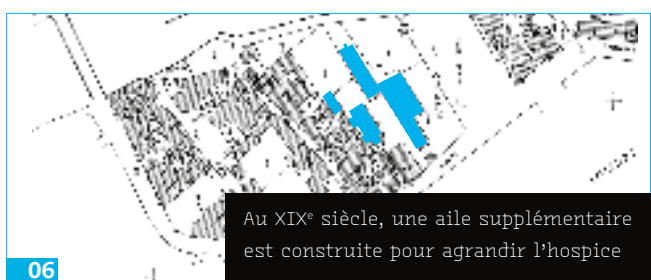 Au XIXᵉ siècle, une aile supplémentaire
est construite pour agrandir l’hospice
06